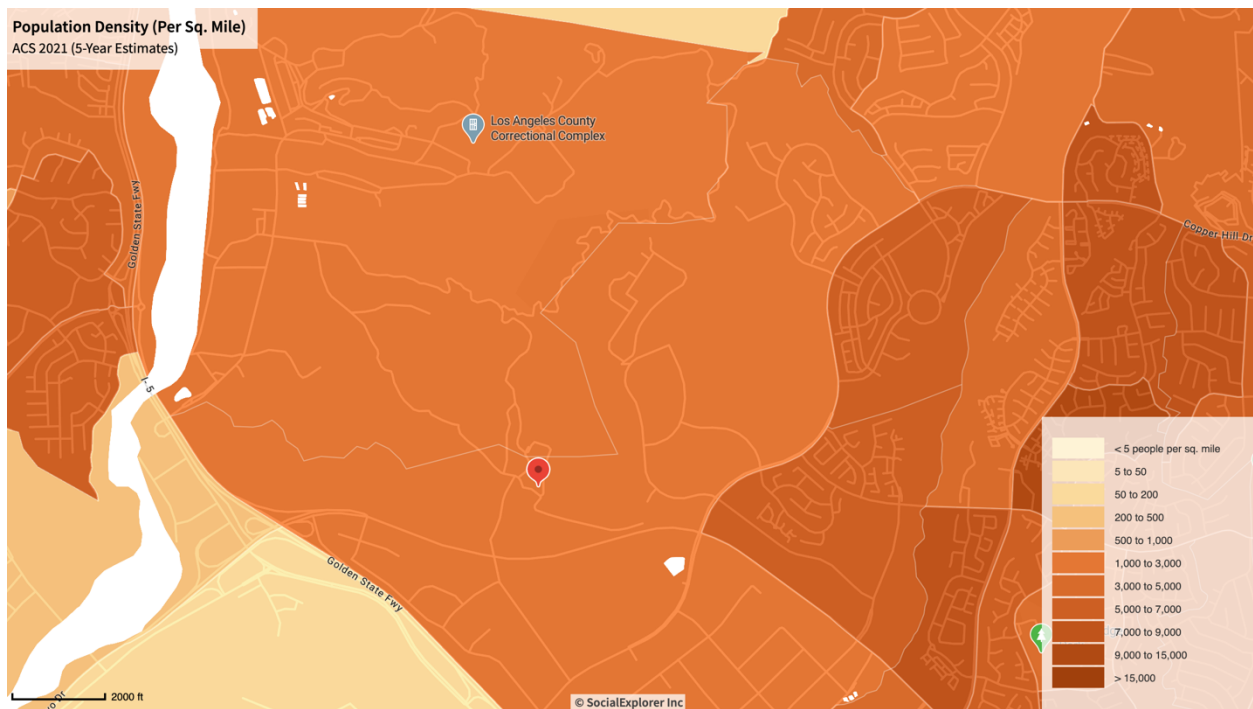 Population Density (Per Sq. Mile)
ACS 2021 (5-Year Estimates)
Los Angeles County
Correctional Complex
Golden State Fwy
Copper Hill Dr
I- 5
Golden State Fwy
< 5 people per sq. mile
5 to 50
50 to 200
200 to 500
500 to 1,000
1,000 to 3,000
3,000 to 5,000
5,000 to 7,000
7,000 to 9,000
9,000 to 15,000
> 15,000
2000 ft
© SocialExplorer Inc